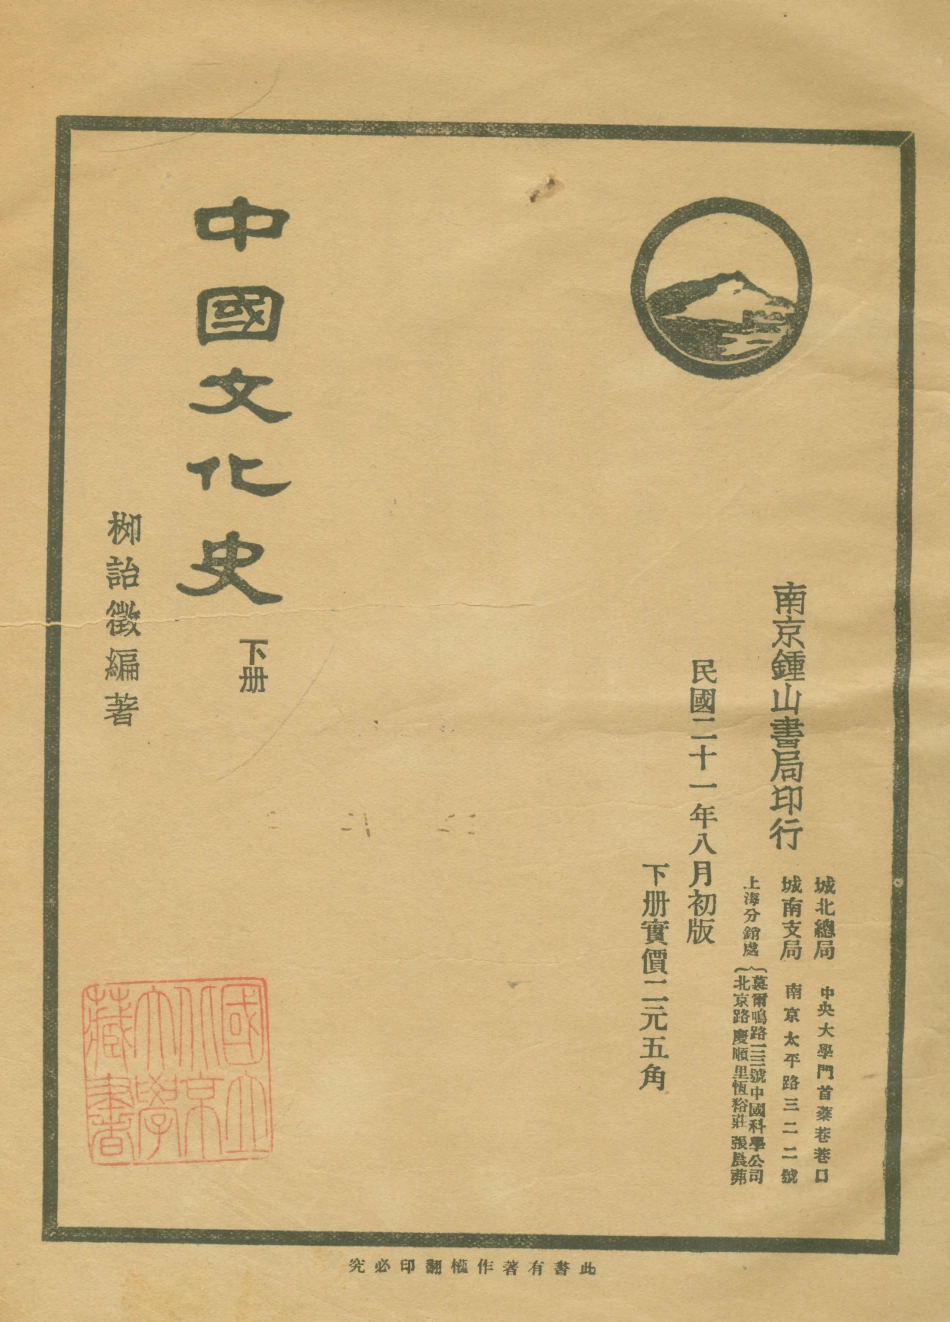 南京鍾山書局印行
城北總局 中央大學門首巷巷口
城南支局 南京太平路三二二號
上海分銷處
慕爾鳴路號中國科學公司
北京路慶順里恆裕莊張晨茀
民國二十一年八月初版
下册實價二元五角
中國文化史
下册
柳詒徵編著
國立北京大學藏書
此書有著作權翻印必究